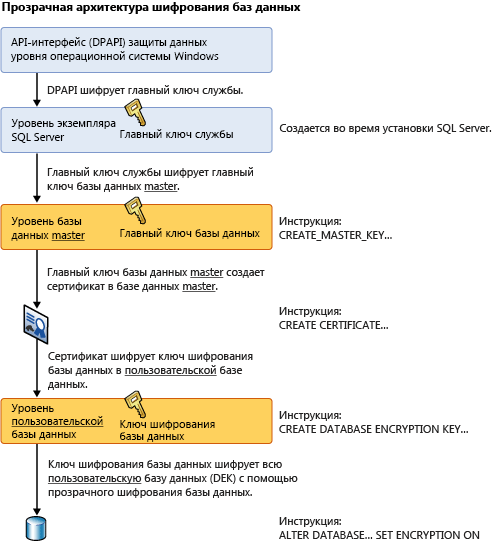 Прозрачная архитектура шифрования баз данных
API-интерфейс (DPAPI) защиты данных
уровня операционной системы Windows
DPAPI шифрует главный ключ службы.
Уровень экземпляра
SQL Server
Главный ключ службы
Создается во время установки SQL Server.
Главный ключ службы шифрует главный
ключ базы данных master.
Уровень базы
данных master
Главный ключ базы данных
Инструкция:
CREATE_MASTER_KEY...
Главный ключ базы данных master создает
сертификат в базе данных master.
Инструкция:
CREATE CERTIFICATE...
Сертификат шифрует ключ шифрования
базы данных в пользовательской базе
данных.
Уровень
пользовательской
базы данных
Ключ шифрования
базы данных
Инструкция:
CREATE DATABASE ENCRYPTION KEY...
Ключ шифрования базы данных шифрует всю
пользовательскую базу данных (DEK) с помощью
прозрачного шифрования базы данных.
Инструкция:
ALTER DATABASE... SET ENCRYPTION ON